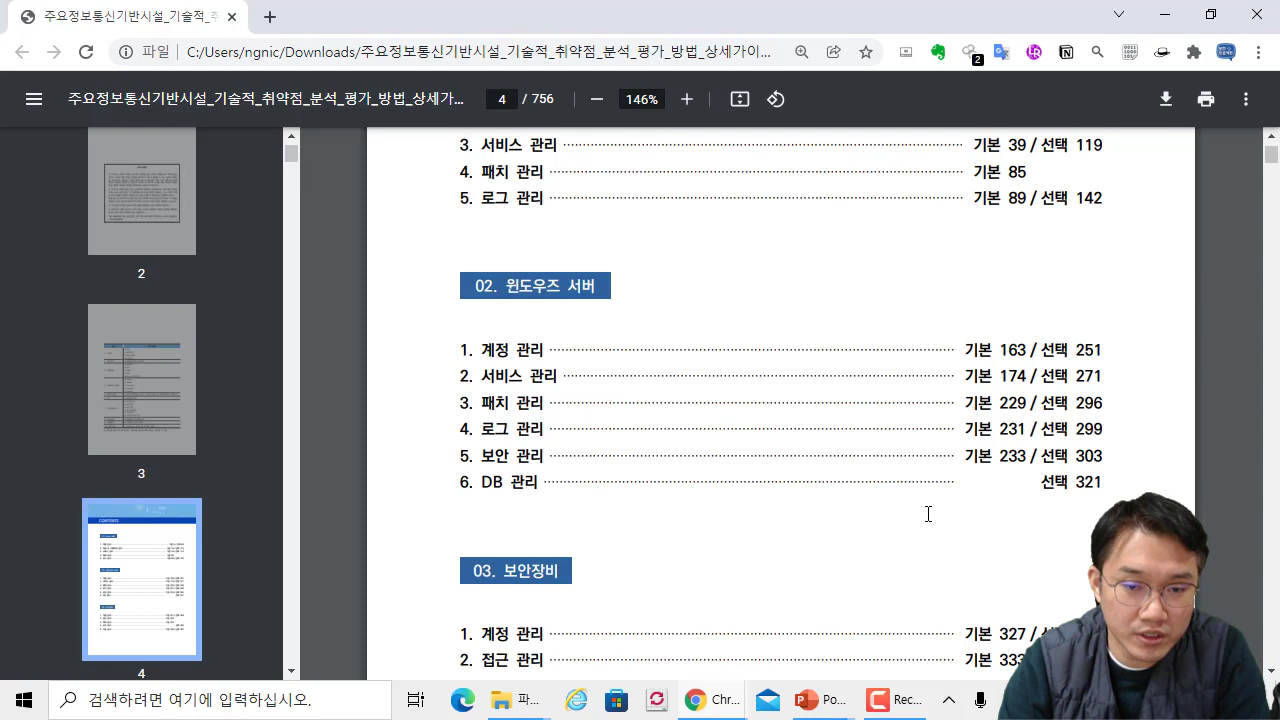 주요정보통신기반시설_기술적_취
파일
C:/Users/ngnic/Downloads/주요정보통신기반시설_기술적_취약점_분석_평가_방법_상세가이...
2
주요정보통신기반시설_기술적_취약점_분석_평가_방법_상세가...
4 / 756
146%
3. 서비스 관리 기본 39 / 선택 119
4. 패치 관리 기본 85
5. 로그 관리 기본 89 / 선택 142
02. 윈도우즈 서버
1. 계정 관리 기본 163 / 선택 251
2. 서비스 관리 기본 174 / 선택 271
3. 패치 관리 기본 229 / 선택 296
4. 로그 관리 기본 231 / 선택 299
5. 보안 관리 기본 233 / 선택 303
6. DB 관리 선택 321
03. 보안장비
1. 계정 관리 기본 327 /
2. 접근 관리 기본 333
2
3
CONTENTS
4
검색하려면 여기에 입력하십시오.
파...
Chr...
Po...
Rec...